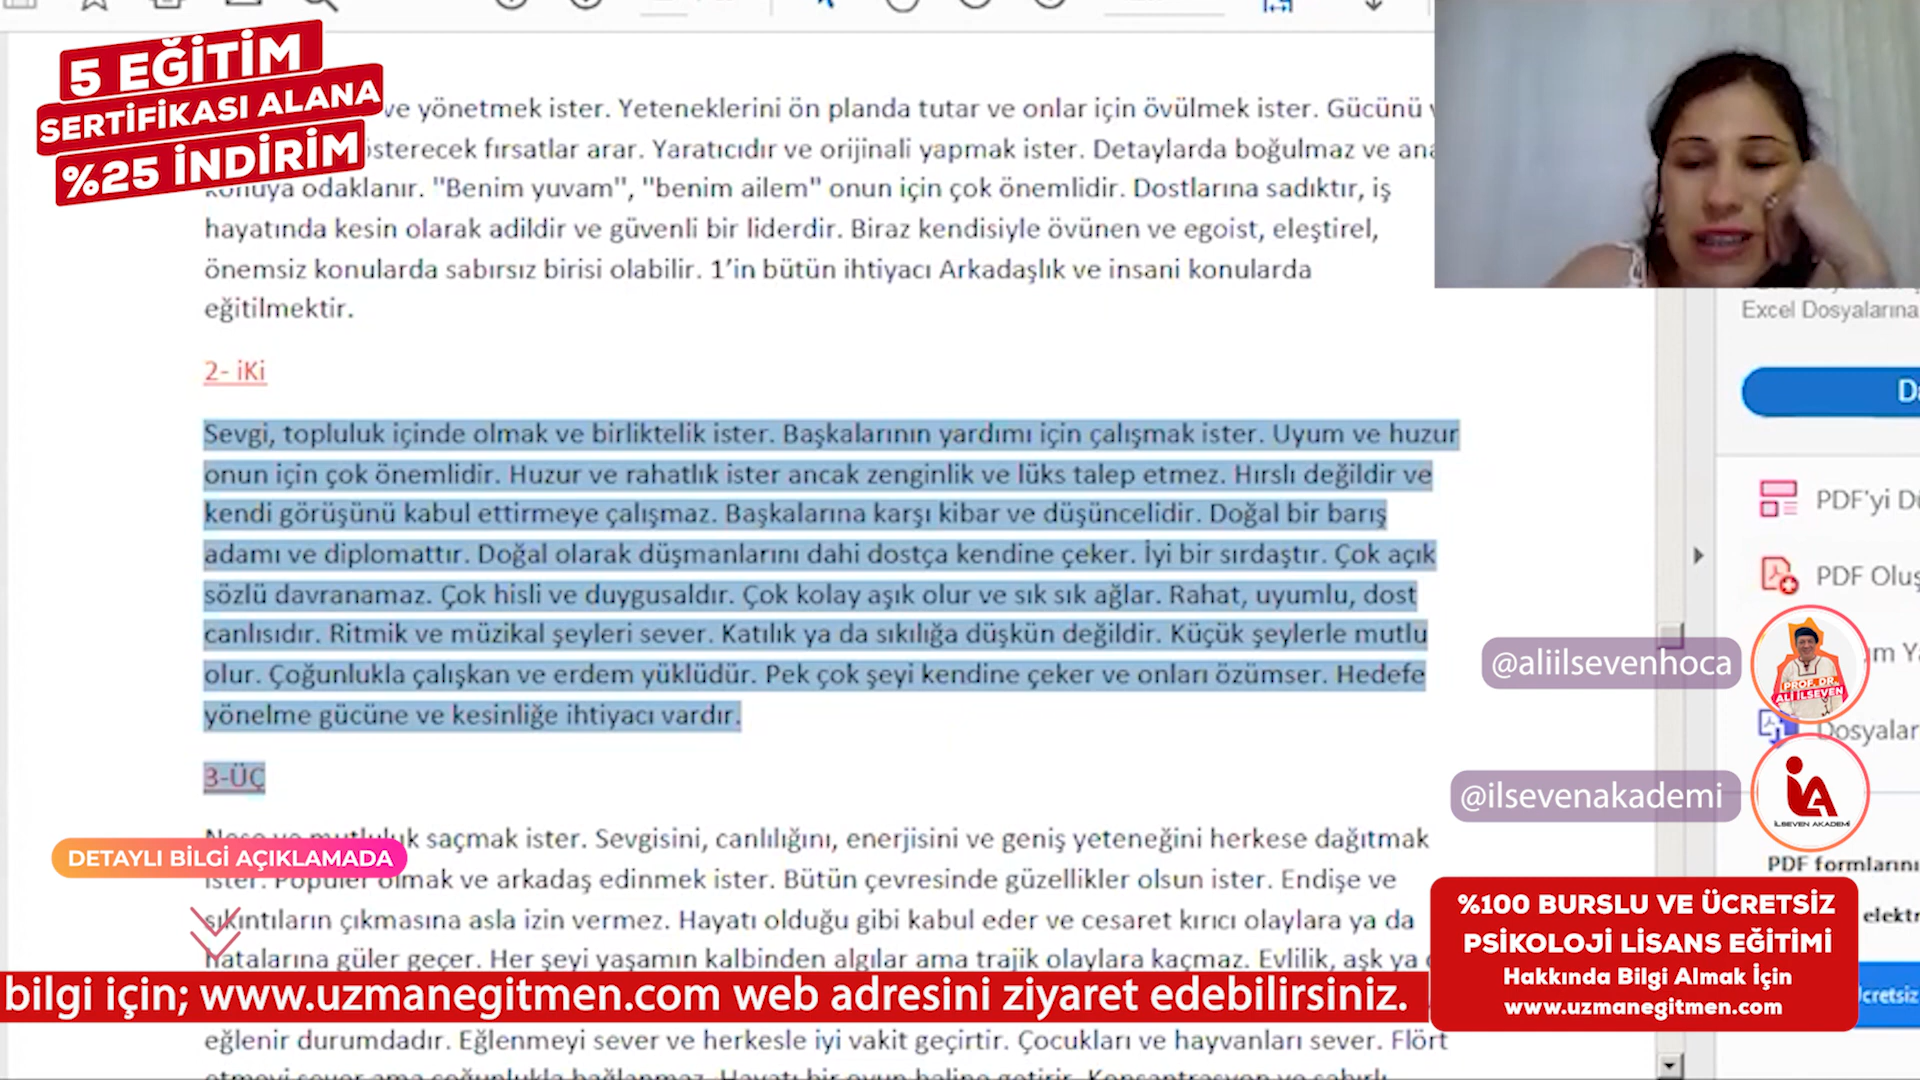 5 EĞİTİM
SERTİFİKASI ALANA
%25 İNDİRİM
ve yönetmek ister. Yeteneklerini ön planda tutar ve onlar için övülmek ister. Gücünü
österecek fırsatlar arar. Yaratıcıdır ve orijinali yapmak ister. Detaylarda boğulmaz ve ana
konuya odaklanır. "Benim yuvam", "benim ailem" onun için çok önemlidir. Dostlarına sadıktır, iş
hayatında kesin olarak adildir ve güvenli bir liderdir. Biraz kendisiyle övünen ve egoist, eleştirel,
önemsiz konularda sabırsız birisi olabilir. 1’in bütün ihtiyacı Arkadaşlık ve insani konularda
eğitilmektir.
2- iKi
Sevgi, topluluk içinde olmak ve birliktelik ister. Başkalarının yardımı için çalışmak ister. Uyum ve huzur
onun için çok önemlidir. Huzur ve rahatlık ister ancak zenginlik ve lüks talep etmez. Hırslı değildir ve
kendi görüşünü kabul ettirmeye çalışmaz. Başkalarına karşı kibar ve düşüncelidir. Doğal bir barış
adamı ve diplomattır. Doğal olarak düşmanlarını dahi dostça kendine çeker. İyi bir sırdaştır. Çok açık
sözlü davranamaz. Çok hisli ve duygusaldır. Çok kolay aşık olur ve sık sık ağlar. Rahat, uyumlu, dost
canlısıdır. Ritmik ve müzikal şeyleri sever. Katılık ya da sıkılığa düşkün değildir. Küçük şeylerle mutlu
olur. Çoğunlukla çalışkan ve erdem yüklüdür. Pek çok şeyi kendine çeker ve onları özümser. Hedefe
yönelme gücüne ve kesinliğe ihtiyacı vardır.
3-ÜÇ
saçmak ister. Sevgisini, canlılığını, enerjisini ve geniş yeteneğini herkese dağıtmak
ister. Popüler olmak ve arkadaş edinmek ister. Bütün çevresinde güzellikler olsun ister. Endişe ve
sıkıntıların çıkmasına asla izin vermez. Hayatı olduğu gibi kabul eder ve cesaret kırıcı olaylara ya da
hatalarına güler geçer. Her şeyi yaşamın kalbinden algılar ama trajik olaylara kaçmaz. Evlilik, aşk ya
eğlenir durumdadır. Eğlenmeyi sever ve herkesle iyi vakit geçirtir. Çocukları ve hayvanları sever. Flört
DETAYLI BİLGİ AÇIKLAMADA
bilgi için; www.uzmanegitmen.com web adresini ziyaret edebilirsiniz.
Excel Dosyalarına
PDF'yi Dü
PDF Oluş
Dosyalar
@aliilsevenhoca
PROF. DR.
ALİ İLSEVEN
@ilsevenakademi
İLSEVEN AKADEMİ
PDF formlarını
elektr
%100 BURSLU VE ÜCRETSİZ
PSİKOLOJİ LİSANS EĞİTİMİ
Hakkında Bilgi Almak İçin
www.uzmanegitmen.com